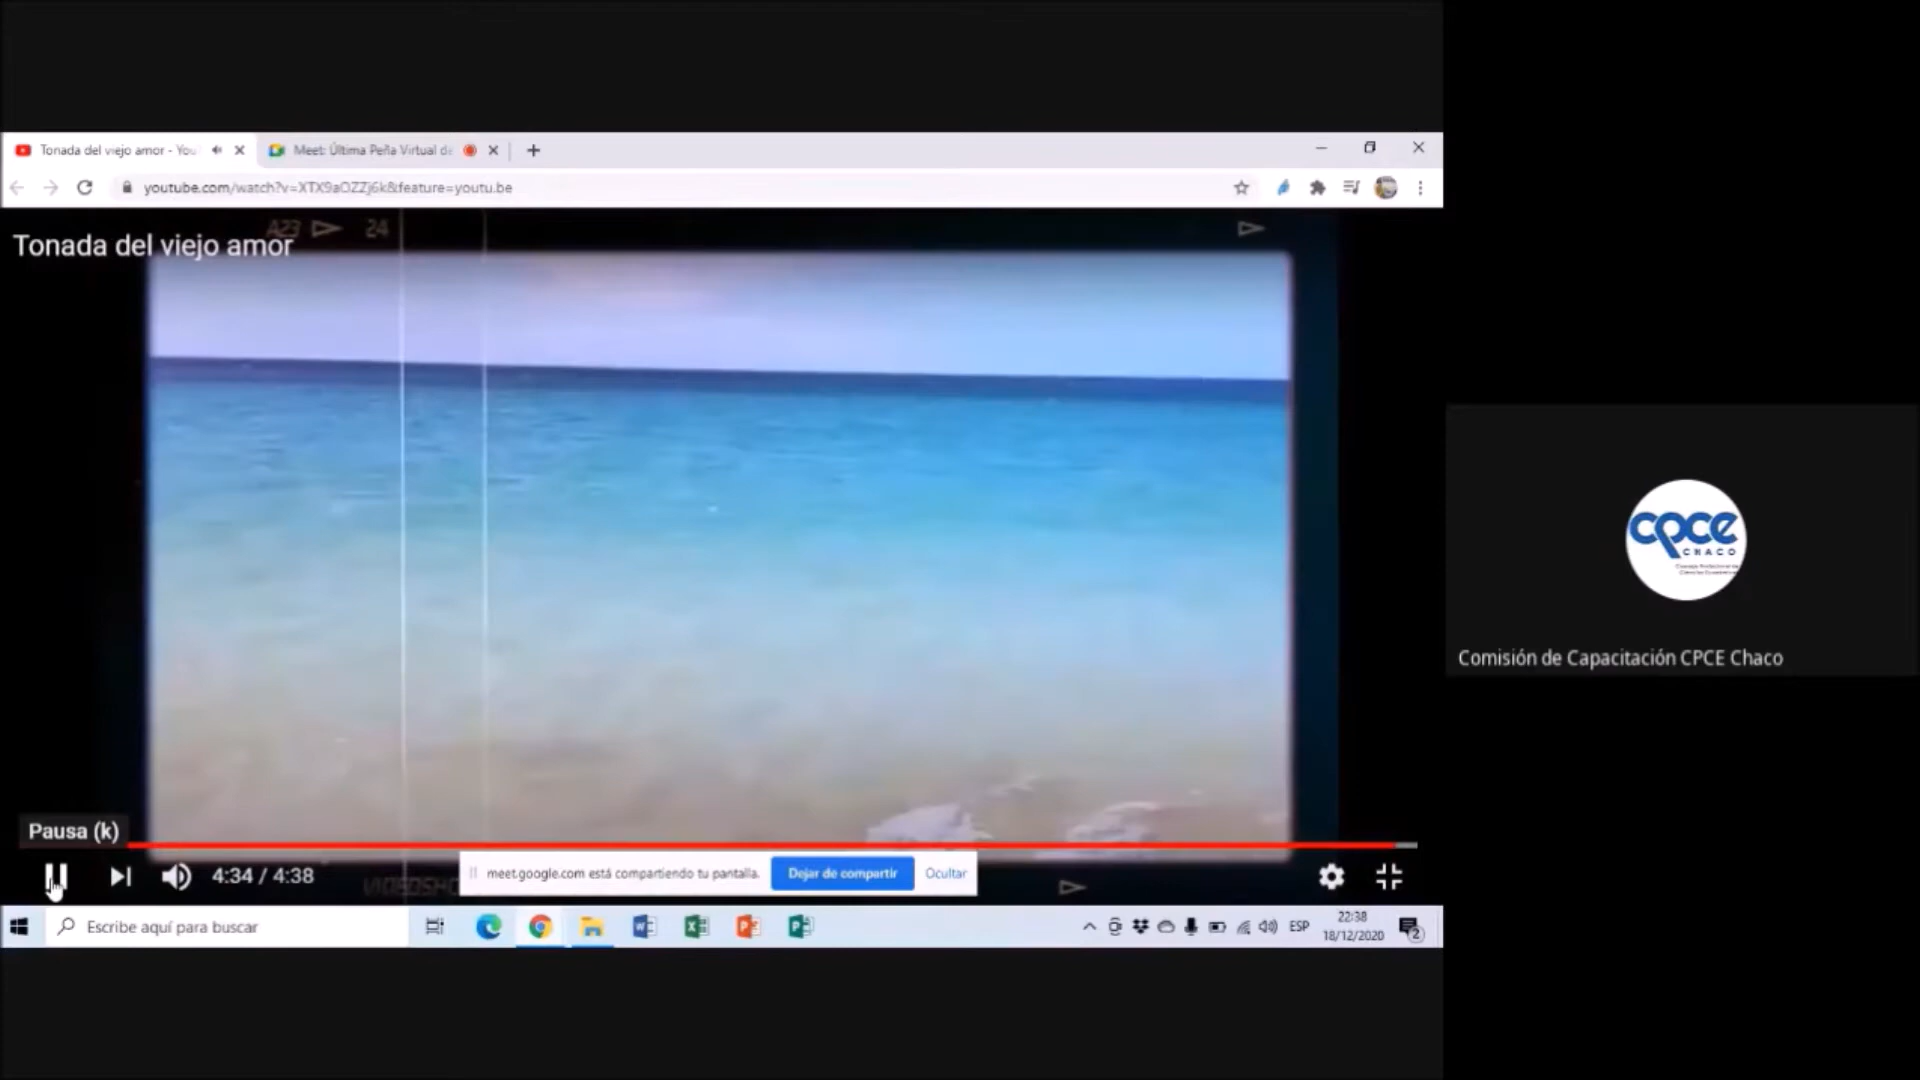 Tonada del viejo amor - You
Meet: Última Peña Virtual de
youtube.com/watch?v=XTX9aOZZj6k&feature=youtu.be
A23 24
Tonada del viejo amor
cpce
CHACO
Comisión de Capacitación CPCE Chaco
Pausa (k)
4:34 / 4:38
meet.google.com está compartiendo tu pantalla.
Dejar de compartir
Ocultar
Escribe aquí para buscar
ESP
22:38
18/12/2020
2